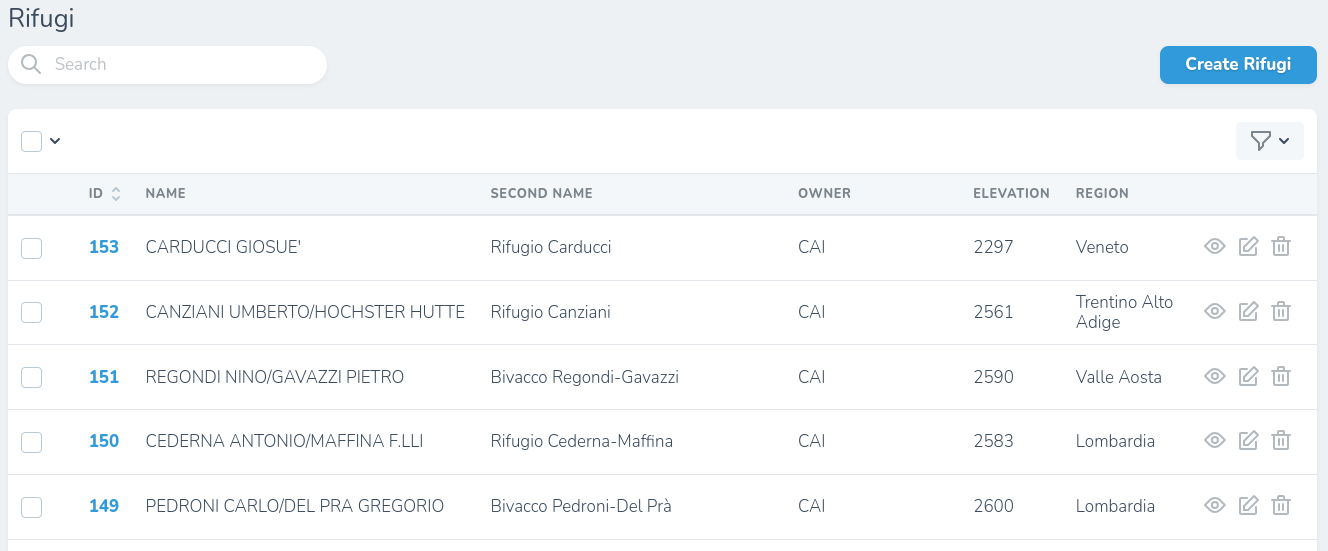 Rifugi
Search
Create Rifugi
ID NAME SECOND NAME OWNER ELEVATION REGION
153 CARDUCCI GIOSUE' Rifugio Carducci CAI 2297 Veneto
152 CANZIANI UMBERTO/HOCHSTER HUTTE Rifugio Canziani CAI 2561 Trentino Alto
Adige
151 REGONDI NINO/GAVAZZI PIETRO Bivacco Regondi-Gavazzi CAI 2590 Valle Aosta
150 CEDERNA ANTONIO/MAFFINA F.LLI Rifugio Cederna-Maffina CAI 2583 Lombardia
149 PEDRONI CARLO/DEL PRA GREGORIO Bivacco Pedroni-Del Prà CAI 2600 Lombardia